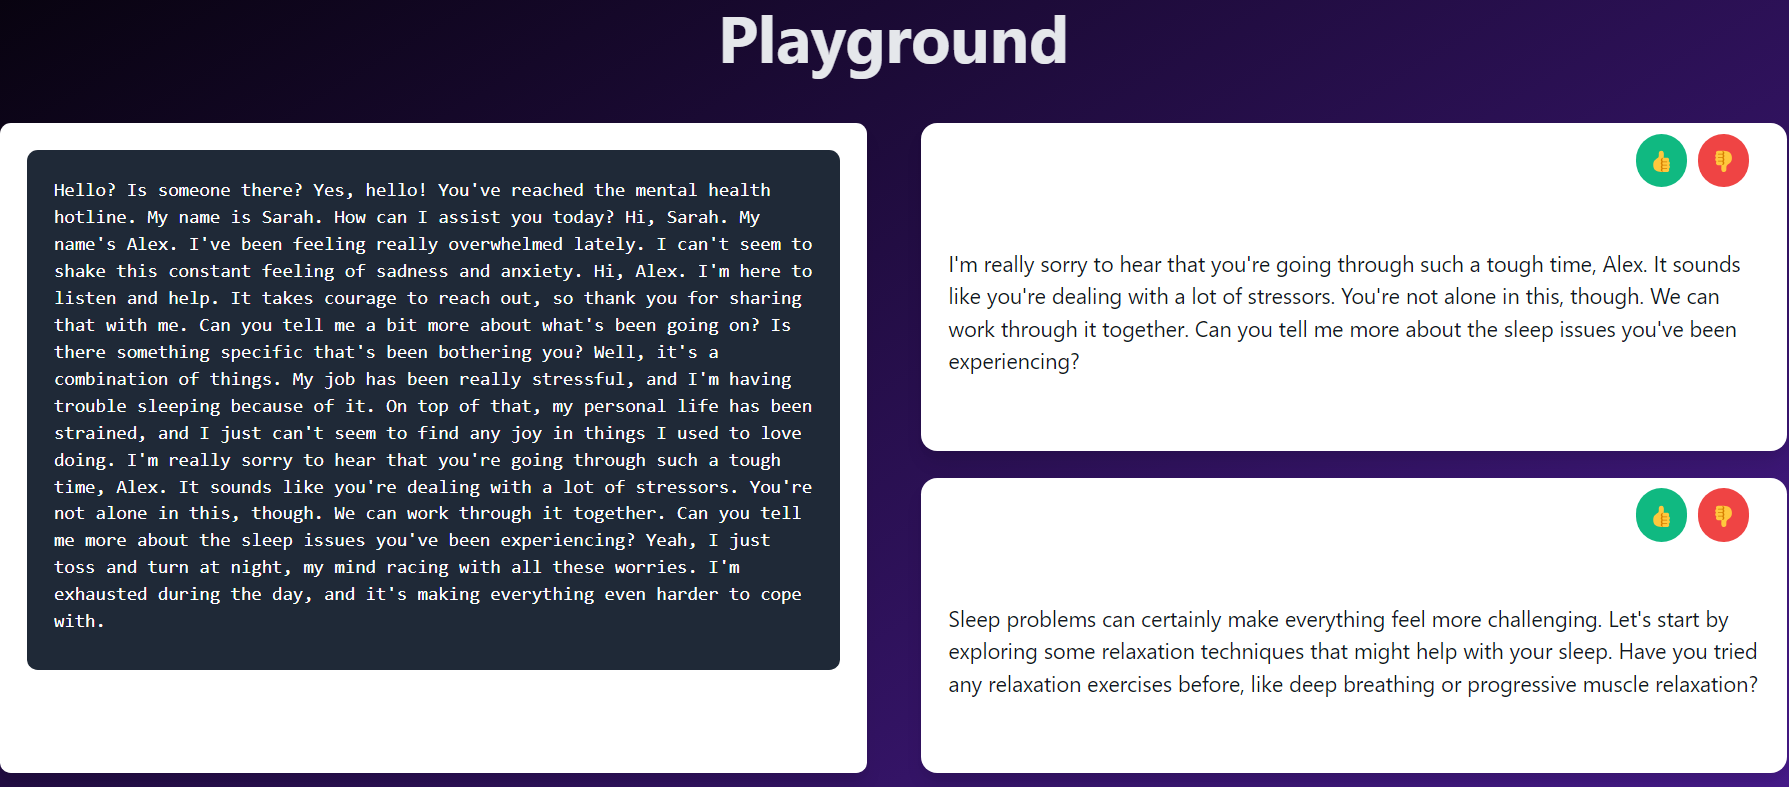 Playground
Hello? Is someone there? Yes, hello! You've reached the mental health
hotline. My name is Sarah. How can I assist you today? Hi, Sarah. My
name's Alex. I've been feeling really overwhelmed lately. I can't seem to
shake this constant feeling of sadness and anxiety. Hi, Alex. I'm here to
listen and help. It takes courage to reach out, so thank you for sharing
that with me. Can you tell me a bit more about what's been going on? Is
there something specific that's been bothering you? Well, it's a
combination of things. My job has been really stressful, and I'm having
trouble sleeping because of it. On top of that, my personal life has been
strained, and I just can't seem to find any joy in things I used to love
doing. I'm really sorry to hear that you're going through such a tough
time, Alex. It sounds like you're dealing with a lot of stressors. You're
not alone in this, though. We can work through it together. Can you tell
me more about the sleep issues you've been experiencing? Yeah, I just
toss and turn at night, my mind racing with all these worries. I'm
exhausted during the day, and it's making everything even harder to cope
with.
I'm really sorry to hear that you're going through such a tough time, Alex. It sounds
like you're dealing with a lot of stressors. You're not alone in this, though. We can
work through it together. Can you tell me more about the sleep issues you've been
experiencing?
Sleep problems can certainly make everything feel more challenging. Let's start by
exploring some relaxation techniques that might help with your sleep. Have you tried
any relaxation exercises before, like deep breathing or progressive muscle relaxation?